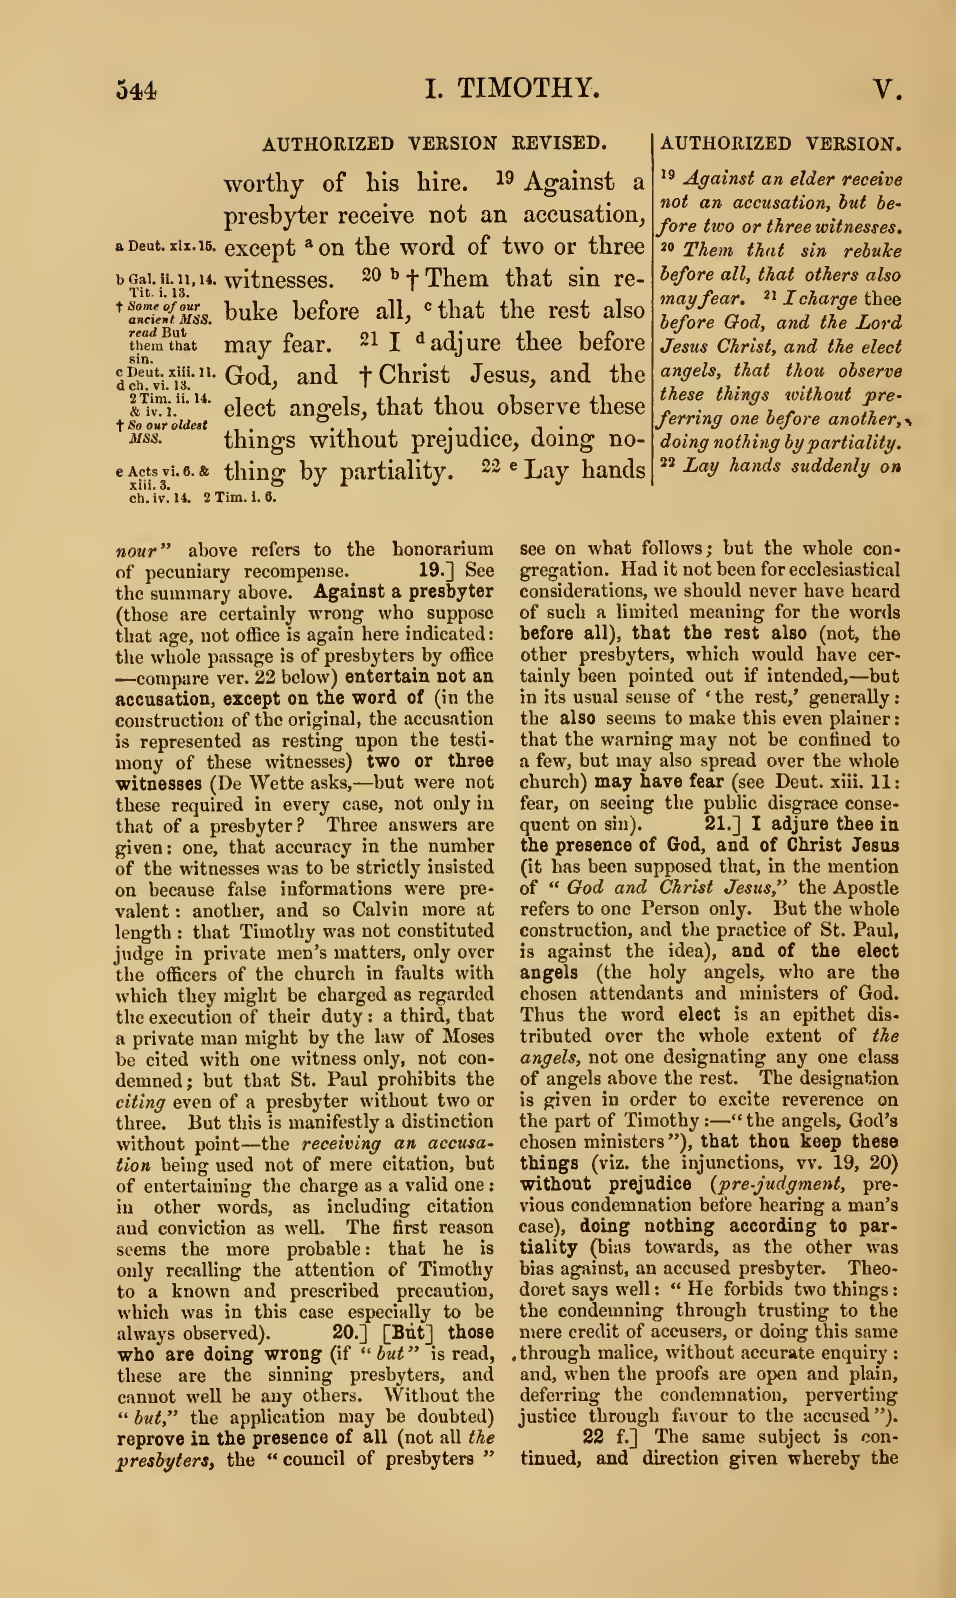 544
I. TIMOTHY.
V.
AUTHORIZED VERSION REVISED.
worthy of his hire. 19 Against a
presbyter receive not an accusation,
except a on the word of two or three
witnesses. 20 b † Them that sin re-
buke before all, c that the rest also
may fear. 21 I d adjure thee before
God, and † Christ Jesus, and the
elect angels, that thou observe these
things without prejudice, doing no-
thing by partiality. 22 e Lay hands
a Deut. xix. 15.
b Gal. ii. 11, 14.
Tit. i. 13.
† Some of our
ancient MSS.
read But
them that
sin.
c Deut. xiii. 11.
d ch. vi. 13.
2 Tim. ii. 14.
& iv. 1.
† So our oldest
MSS.
e Acts vi. 6. &
xiii. 3.
ch. iv. 14. 2 Tim. i. 6.
AUTHORIZED VERSION.
19 Against an elder receive
not an accusation, but be-
fore two or three witnesses.
20 Them that sin rebuke
before all, that others also
may fear. 21 I charge thee
before God, and the Lord
Jesus Christ, and the elect
angels, that thou observe
these things without pre-
ferring one before another,
doing nothing by partiality.
22 Lay hands suddenly on
nour" above refers to the honorarium
of pecuniary recompense. 19.] See
the summary above. Against a presbyter
(those are certainly wrong who suppose
that age, not office is again here indicated:
the whole passage is of presbyters by office
—compare ver. 22 below) entertain not an
accusation, except on the word of (in the
construction of the original, the accusation
is represented as resting upon the testi-
mony of these witnesses) two or three
witnesses (De Wette asks,—but were not
these required in every case, not only in
that of a presbyter? Three answers are
given: one, that accuracy in the number
of the witnesses was to be strictly insisted
on because false informations were pre-
valent: another, and so Calvin more at
length: that Timothy was not constituted
judge in private men's matters, only over
the officers of the church in faults with
which they might be charged as regarded
the execution of their duty: a third, that
a private man might by the law of Moses
be cited with one witness only, not con-
demned; but that St. Paul prohibits the
citing even of a presbyter without two or
three. But this is manifestly a distinction
without point—the receiving an accusa-
tion being used not of mere citation, but
of entertaining the charge as a valid one:
in other words, as including citation
and conviction as well. The first reason
seems the more probable: that he is
only recalling the attention of Timothy
to a known and prescribed precaution,
which was in this case especially to be
always observed). 20.] [But] those
who are doing wrong (if "but" is read,
these are the sinning presbyters, and
cannot well be any others. Without the
"but," the application may be doubted)
reprove in the presence of all (not all the
presbyters, the "council of presbyters"
see on what follows; but the whole con-
gregation. Had it not been for ecclesiastical
considerations, we should never have heard
of such a limited meaning for the words
before all), that the rest also (not, the
other presbyters, which would have cer-
tainly been pointed out if intended,—but
in its usual sense of 'the rest,' generally:
the also seems to make this even plainer:
that the warning may not be confined to
a few, but may also spread over the whole
church) may have fear (see Deut. xiii. 11:
fear, on seeing the public disgrace conse-
quent on sin). 21.] I adjure thee in
the presence of God, and of Christ Jesus
(it has been supposed that, in the mention
of "God and Christ Jesus," the Apostle
refers to one Person only. But the whole
construction, and the practice of St. Paul,
is against the idea), and of the elect
angels (the holy angels, who are the
chosen attendants and ministers of God.
Thus the word elect is an epithet dis-
tributed over the whole extent of the
angels, not one designating any one class
of angels above the rest. The designation
is given in order to excite reverence on
the part of Timothy:—"the angels, God's
chosen ministers"), that thou keep these
things (viz. the injunctions, vv. 19, 20)
without prejudice (pre-judgment, pre-
vious condemnation before hearing a man's
case), doing nothing according to par-
tiality (bias towards, as the other was
bias against, an accused presbyter. Theo-
doret says well: "He forbids two things:
the condemning through trusting to the
mere credit of accusers, or doing this same
through malice, without accurate enquiry:
and, when the proofs are open and plain,
deferring the condemnation, perverting
justice through favour to the accused").
22 f.] The same subject is con-
tinued, and direction given whereby the